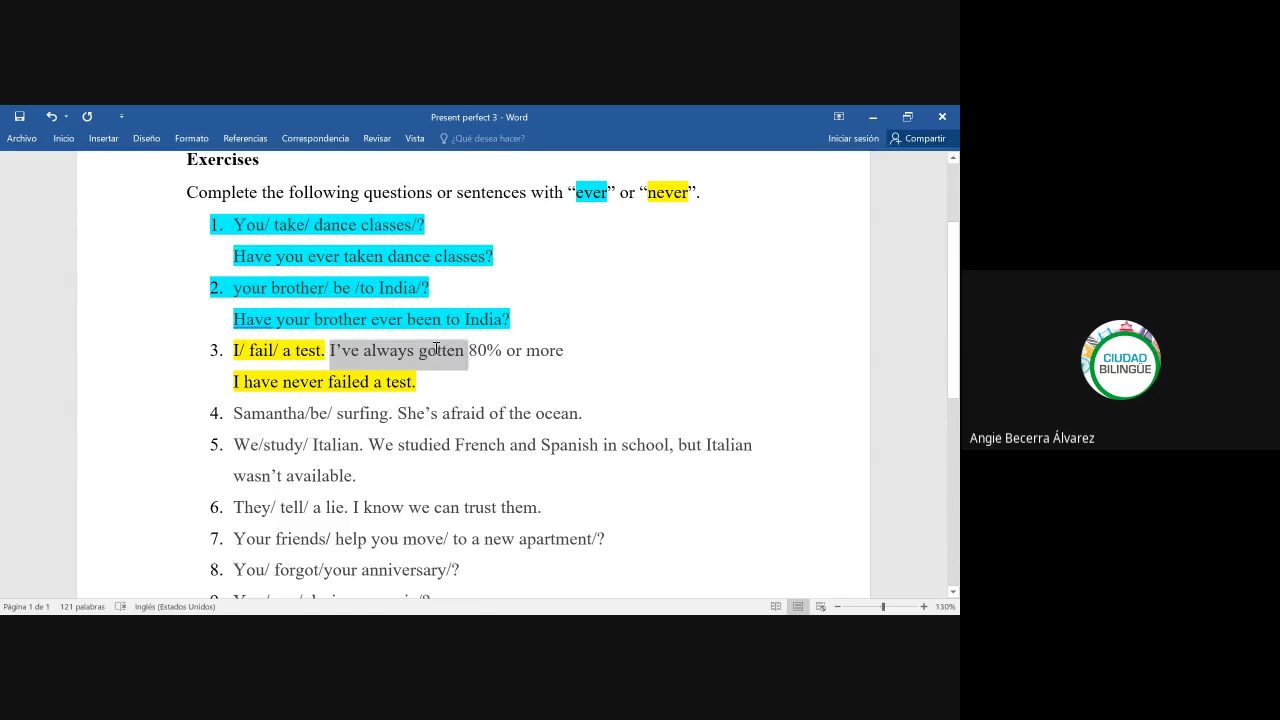 Present perfect 3 - Word
Archivo Inicio Insertar Diseño Formato Referencias Correspondencia Revisar Vista ¿Qué desea hacer? Iniciar sesión Compartir
Exercises
Complete the following questions or sentences with “ever” or “never”.
1. You/ take/ dance classes/?
Have you ever taken dance classes?
2. your brother/ be /to India/?
Have your brother ever been to India?
3. I/ fail/ a test. I’ve always gotten 80% or more
I have never failed a test.
4. Samantha/be/ surfing. She’s afraid of the ocean.
5. We/study/ Italian. We studied French and Spanish in school, but Italian
wasn’t available.
6. They/ tell/ a lie. I know we can trust them.
7. Your friends/ help you move/ to a new apartment/?
8. You/ forgot/your anniversary/?
Página 1 de 1 121 palabras Inglés (Estados Unidos) 130%
CIUDAD
BILINGÜE
Angie Becerra Álvarez